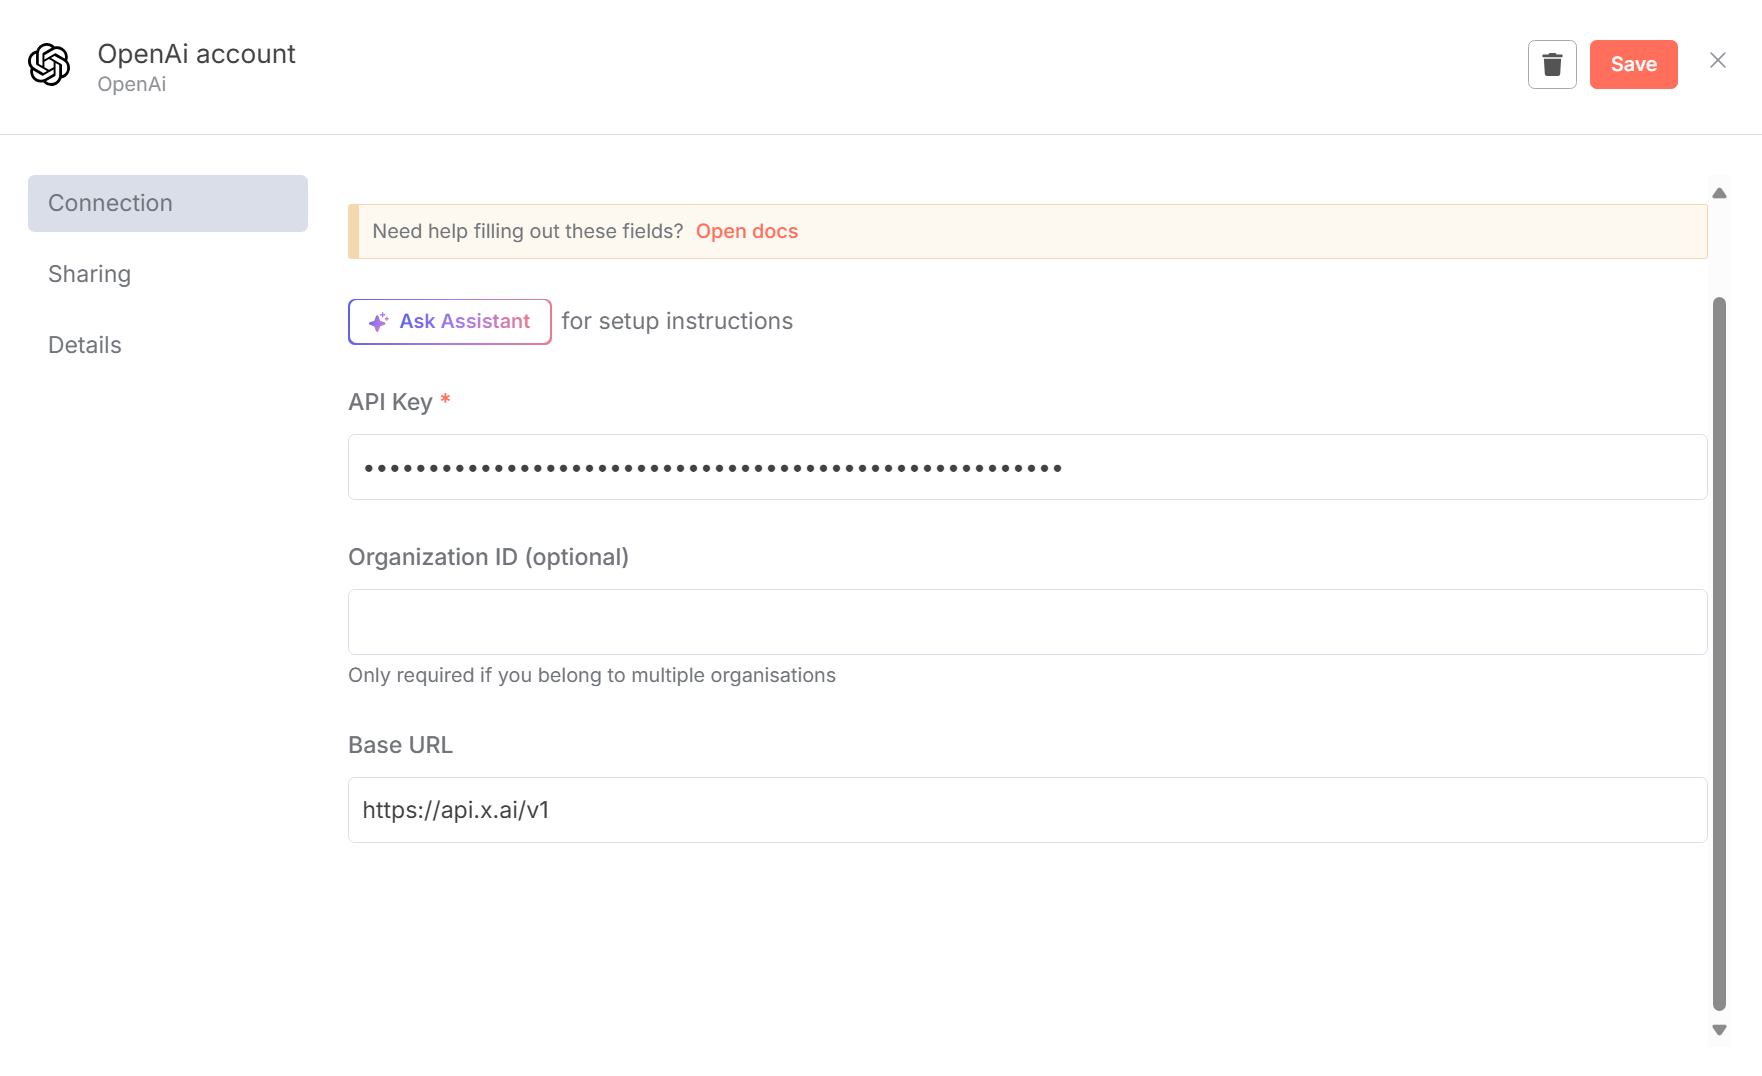 OpenAi account
OpenAi
Save
Connection
Sharing
Details
Need help filling out these fields? Open docs
Ask Assistant for setup instructions
API Key *
••••••••••••••••••••••••••••••••••••••••••••••••••••••
Organization ID (optional)
Only required if you belong to multiple organisations
Base URL
https://api.x.ai/v1